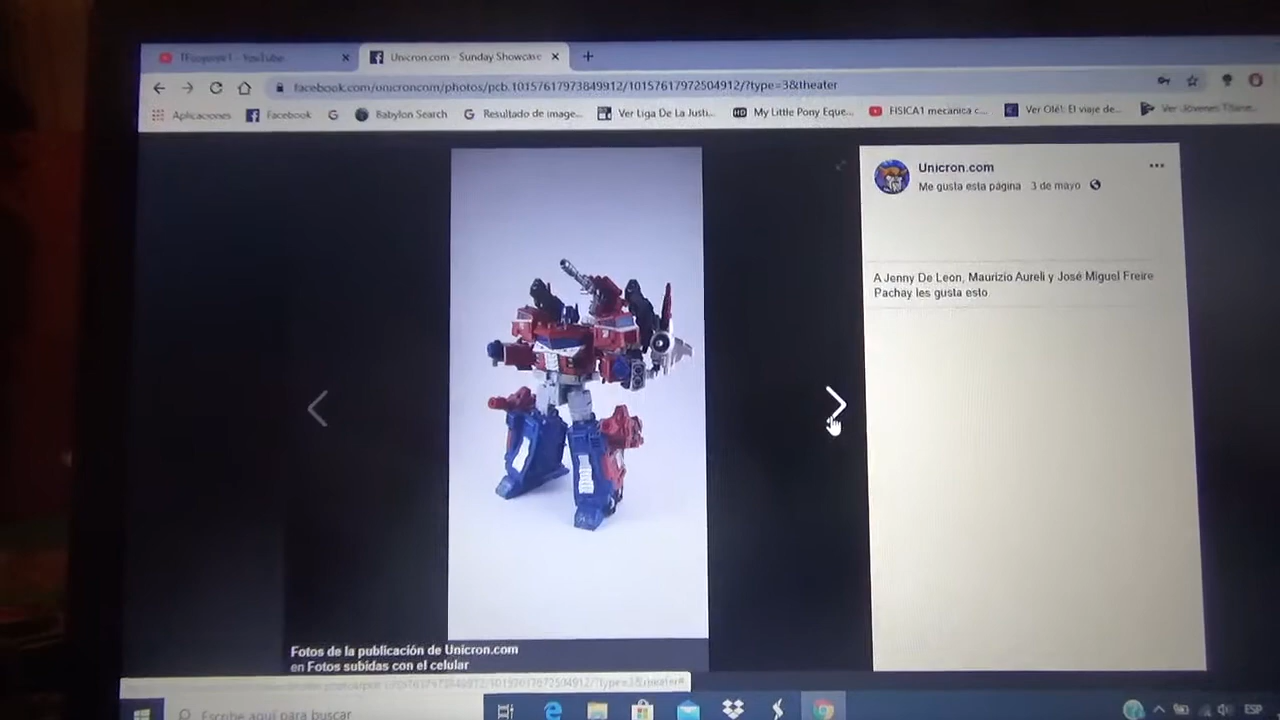 Unicron.com - Sunday Showcase
facebook.com/unicroncom/photos/pcb.10157617973849912/10157617972504912/?type=3&theater
Aplicaciones
Facebook
Babylon Search
Resultado de image...
Ver Liga De La Justi...
My Little Pony Eque...
FISICA1 mecanica c...
Ver Olé!: El viaje de...
Ver Jóvenes Titane...
Unicron.com
Me gusta esta página 3 de mayo
A Jenny De Leon, Maurizio Aureli y José Miguel Freire
Pachay les gusta esto.
Fotos de la publicación de Unicron.com
en Fotos subidas con el celular
Escribe aquí para buscar
ESP